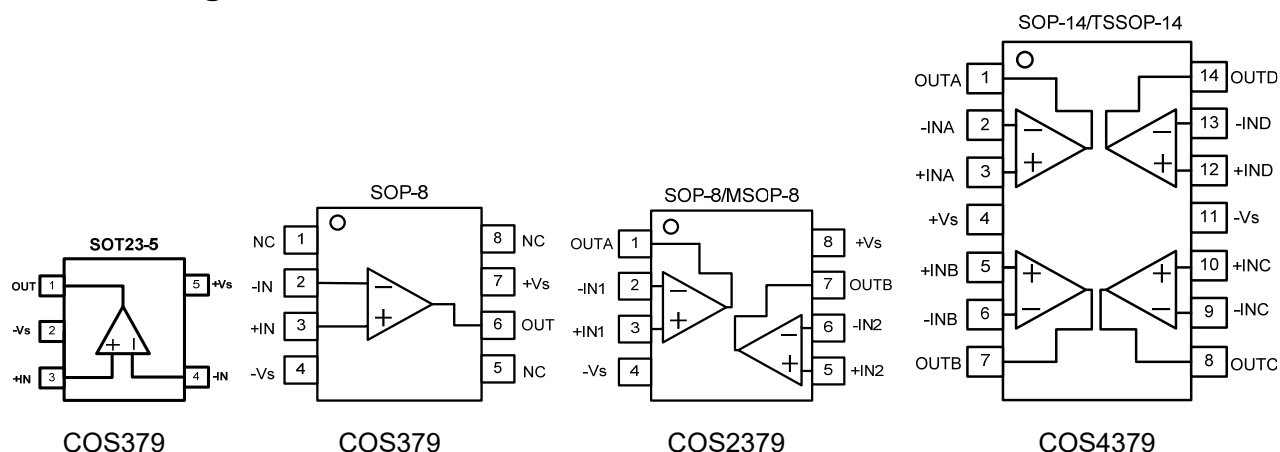 SOT23-5
OUT 1
5 +Vs
-Vs 2
+IN 3
4 -IN
+
−
COS379
SOP-8
NC 1
8 NC
-IN 2
7 +Vs
+IN 3
6 OUT
-Vs 4
5 NC
−
+
COS379
SOP-8/MSOP-8
OUTA 1
8 +Vs
-IN1 2
7 OUTB
+IN1 3
6 -IN2
-Vs 4
5 +IN2
−
+
−
+
COS2379
SOP-14/TSSOP-14
OUTA 1
14 OUTD
-INA 2
13 -IND
+INA 3
12 +IND
+Vs 4
11 -Vs
+INB 5
10 +INC
-INB 6
9 -INC
OUTB 7
8 OUTC
−
+
−
+
+
−
+
−
COS4379